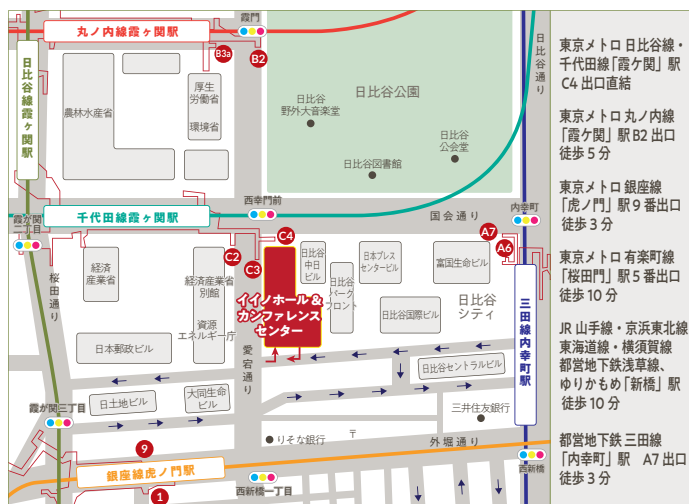 霞門
丸ノ内線霞ヶ関駅
B3a
B2
日比谷線霞ヶ関駅
農林水産省
厚生
労働省
環境省
日比谷公園
日比谷
野外大音楽堂
日比谷
公会堂
日比谷図書館
日比谷通り
西幸門前
内幸町
千代田線霞ヶ関駅
国会通り
霞が関
二丁目
桜田通り
C4
C2
C3
A7
A6
経済
産業省
経済産業省
別館
資源
エネルギー庁
日本郵政ビル
イイノホール&
カンファレンス
センター
日比谷
中日
ビル
日比谷
パーク
フロント
日本プレス
センタービル
富国生命ビル
日比谷国際ビル
日比谷
シティ
三田線内幸町駅
愛宕通り
日比谷セントラルビル
日土地ビル
大同生命
ビル
三井住友銀行
霞が関三丁目
りそな銀行
〒
外堀通り
9
銀座線虎ノ門駅
1
西新橋一丁目
西新橋
東京メトロ 日比谷線・
千代田線「霞ケ関」駅
C4 出口直結
東京メトロ 丸ノ内線
「霞ケ関」駅 B2 出口
徒歩 5 分
東京メトロ 銀座線
「虎ノ門」駅 9 番出口
徒歩 3 分
東京メトロ 有楽町線
「桜田門」駅 5 番出口
徒歩 10 分
JR 山手線・京浜東北線
東海道線・横須賀線
都営地下鉄浅草線、
ゆりかもめ「新橋」駅
徒歩 10 分
都営地下鉄 三田線
「内幸町」駅 A7 出口
徒歩 3 分